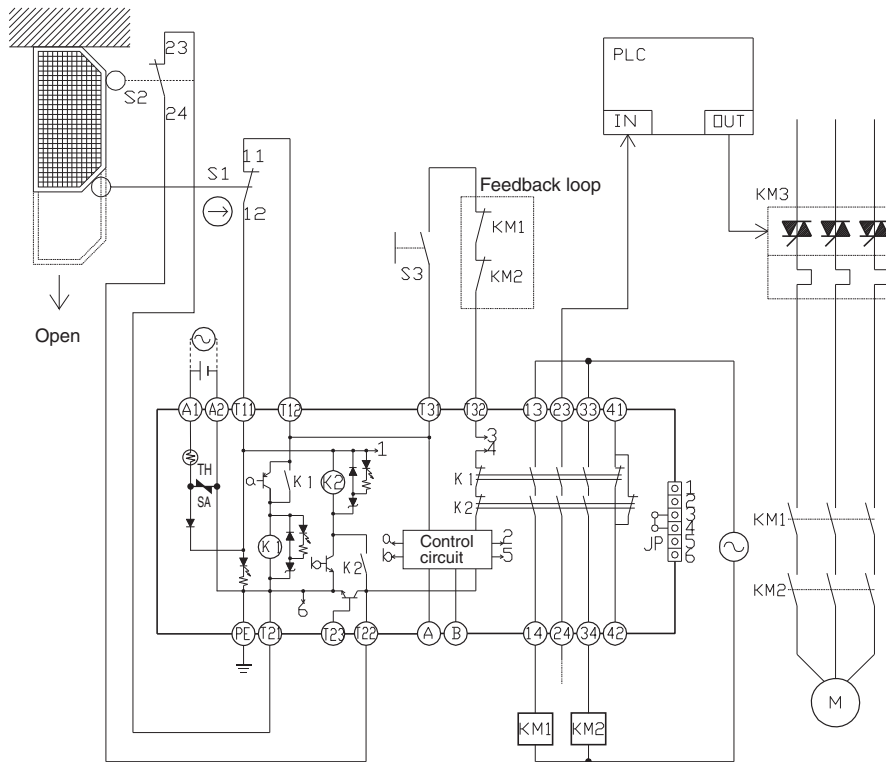 23
S2
24
PLC
IN
OUT
11
S1
12
Feedback loop
KM3
KM1
S3
KM2
Open
A1
A2
T11
T12
T31
T32
13
23
33
41
3
4
1
TH
SA
a
K1
K2
K1
K2
K1
a
b
Control
circuit
2
5
b
K2
6
1
2
3
4
5
6
JP
KM1
KM2
PE
T21
T23
T22
A
B
14
24
34
42
M
KM1
KM2